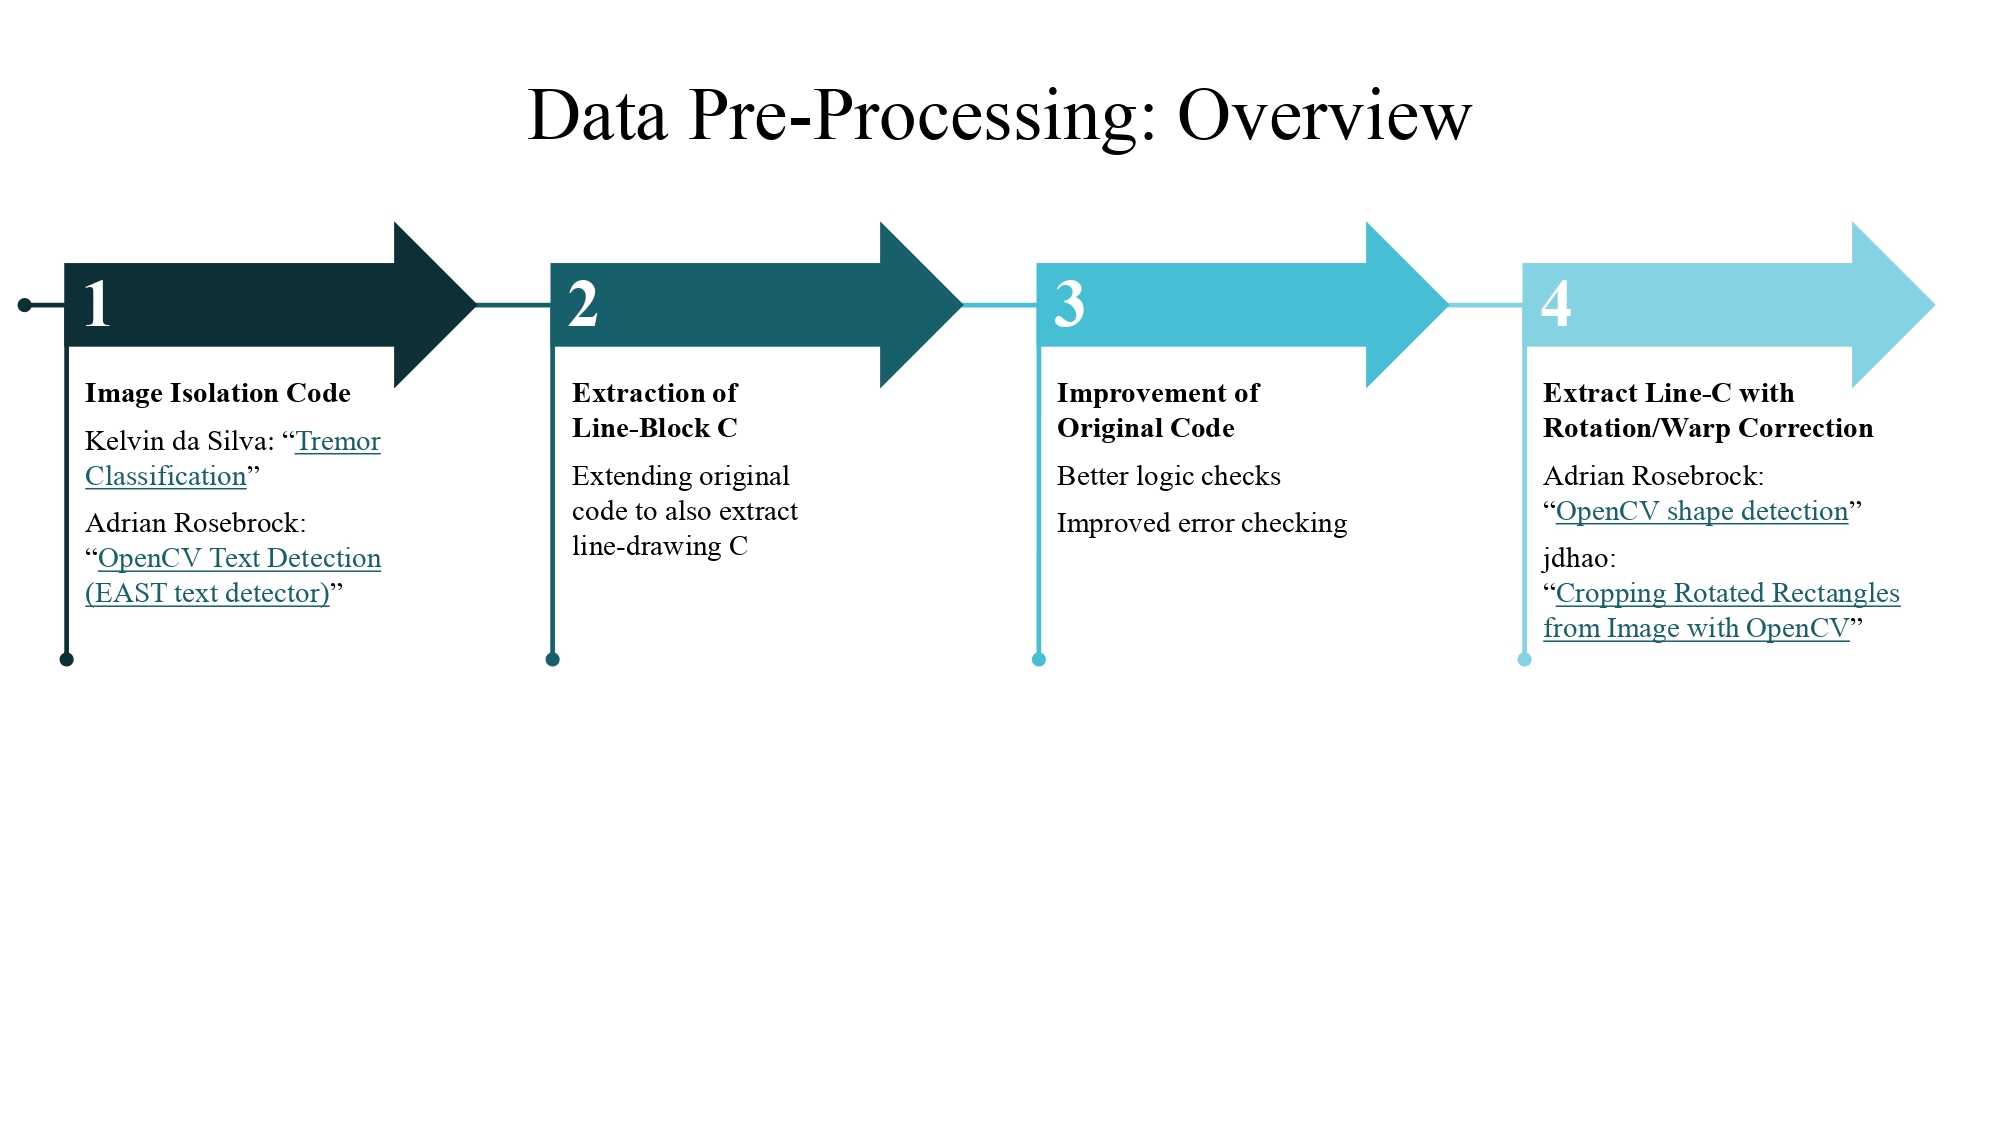 Data Pre-Processing: Overview
1
Image Isolation Code
Kelvin da Silva: “Tremor
Classification”
Adrian Rosebrock:
“OpenCV Text Detection
(EAST text detector)”
2
Extraction of
Line-Block C
Extending original
code to also extract
line-drawing C
3
Improvement of
Original Code
Better logic checks
Improved error checking
4
Extract Line-C with
Rotation/Warp Correction
Adrian Rosebrock:
“OpenCV shape detection”
jdhao:
“Cropping Rotated Rectangles
from Image with OpenCV”